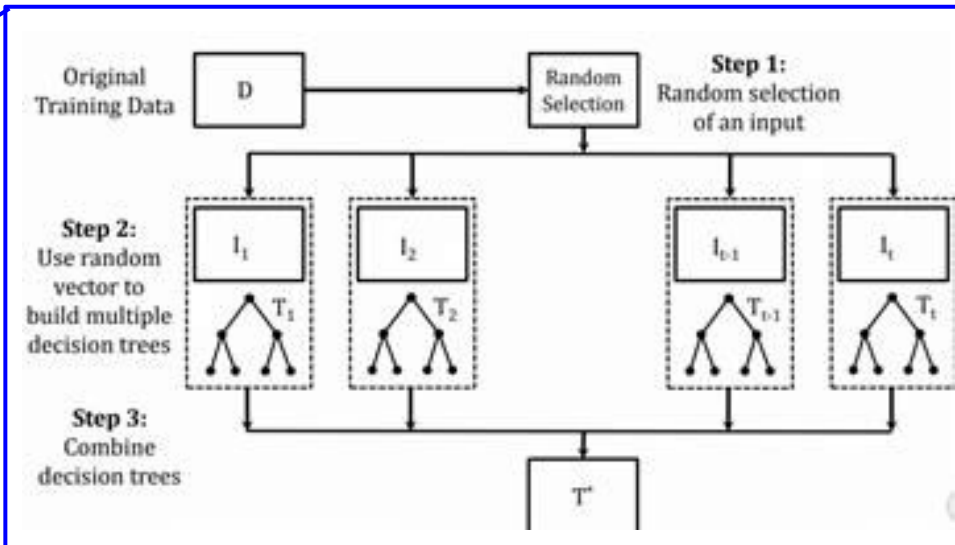 Original
Training Data
D
Random
Selection
Step 1:
Random selection
of an input
Step 2:
Use random
vector to
build multiple
decision trees
I1
I2
It-1
It
T1
T2
Tt-1
Tt
Step 3:
Combine
decision trees
T*